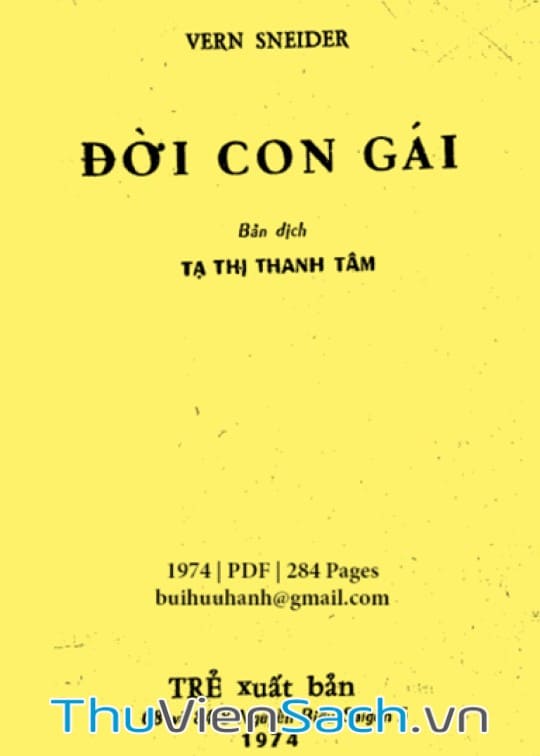 VERN SNEIDER
ĐỜI CON GÁI
Bản dịch
TẠ THỊ THANH TÂM
1974 | PDF | 284 Pages
buihuuhanh@gmail.com
TRẺ xuất bản
ThuVienSach.vn
1974